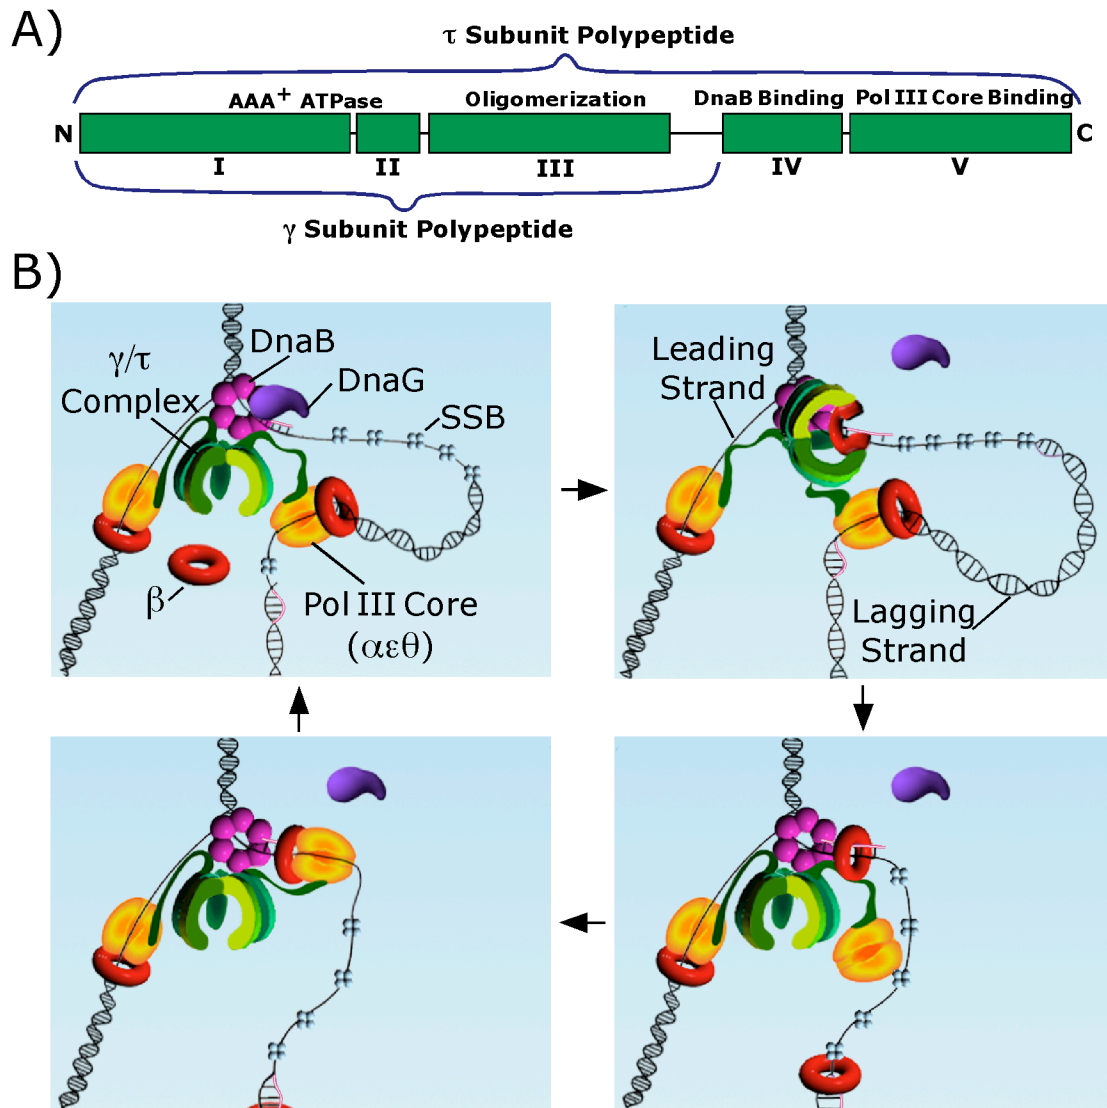 A)
τ Subunit Polypeptide
AAA+ ATPase
Oligomerization
DnaB Binding
Pol III Core Binding
N
C
I
II
III
IV
V
γ Subunit Polypeptide
B)
DnaB
γ/τ
Complex
DnaG
SSB
β
Pol III Core
(αεθ)
Leading
Strand
Lagging
Strand